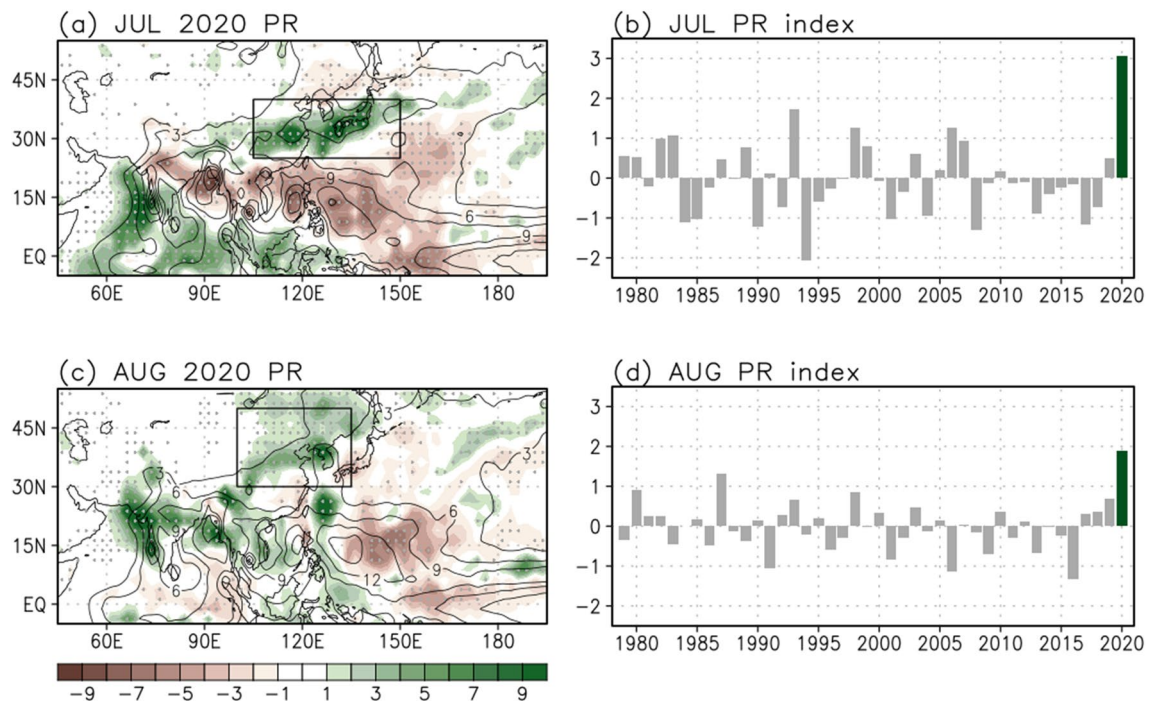 (a) JUL 2020 PR
45N
30N
15N
EQ
60E 90E 120E 150E 180
3
9
6
9
(b) JUL PR index
3
2
1
0
-1
-2
1980 1985 1990 1995 2000 2005 2010 2015 2020
(c) AUG 2020 PR
45N
30N
15N
EQ
60E 90E 120E 150E 180
3
3
3
6
6
9
9
12
6
(d) AUG PR index
3
2
1
0
-1
-2
1980 1985 1990 1995 2000 2005 2010 2015 2020
-9 -7 -5 -3 -1 1 3 5 7 9